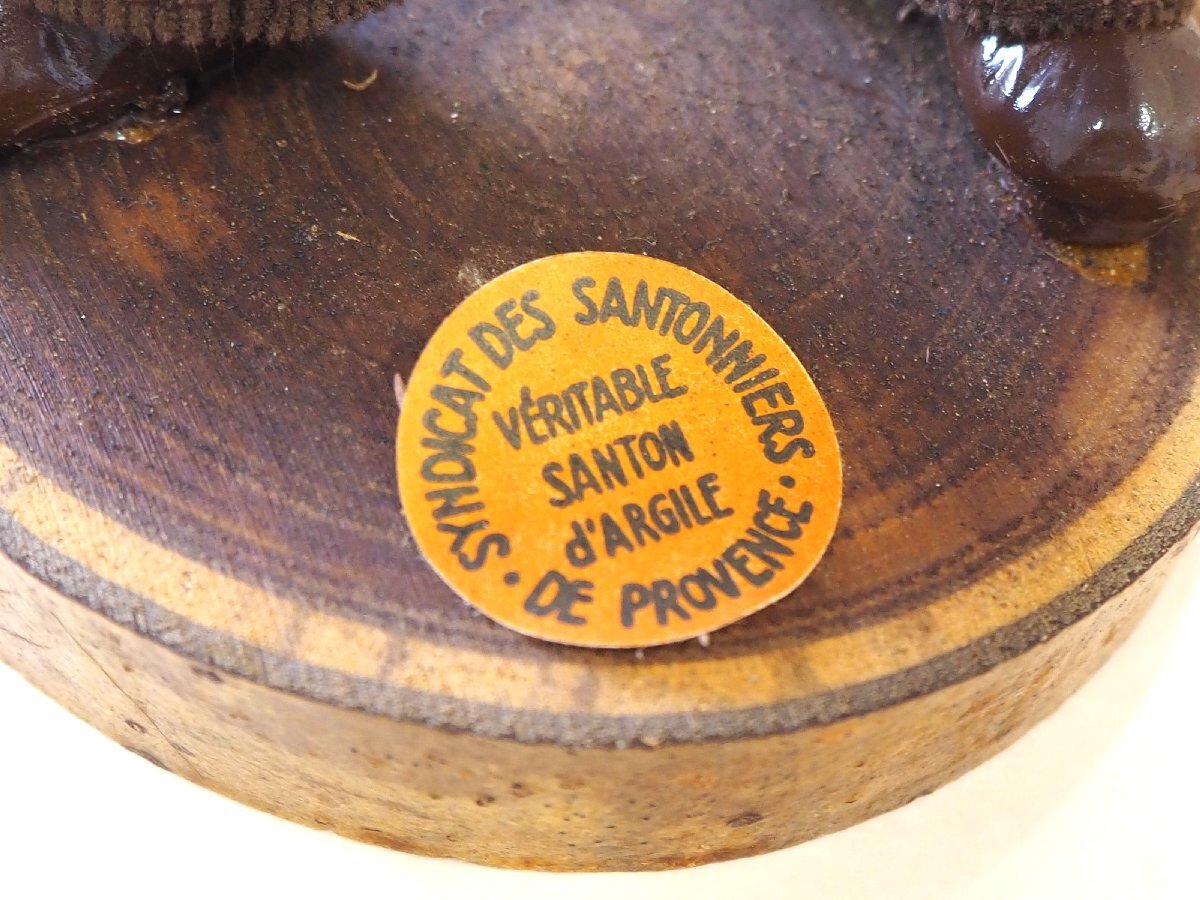 SYNDICAT DES SANTONNIERS
VÉRITABLE
SANTON
d'ARGILE
• DE PROVENCE •